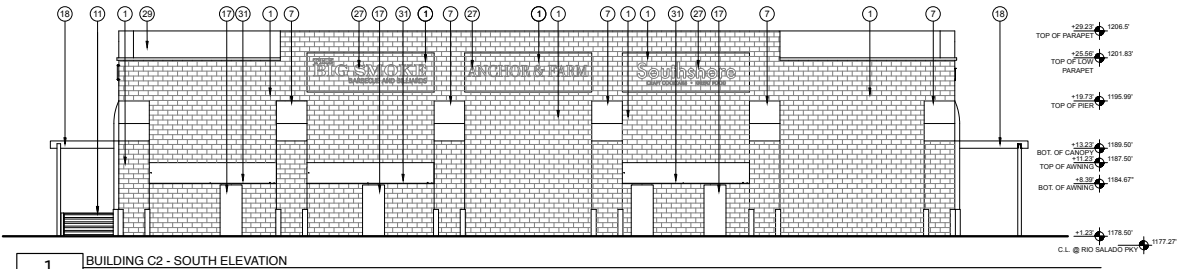 18 11 1 29 17 31 1 7 27 17 31 1 27 1 1 7 1 1 31 27 17 7 1 7 18
BIG SMOKE
ANCHOR & FARM
Southshore
+29.23' 1206.5'
TOP OF PARAPET
+25.56' 1201.83'
TOP OF LOW
PARAPET
+19.73' 1195.99'
TOP OF PIER
+13.23' 1189.50'
BOT. OF CANOPY
+11.23' 1187.50'
TOP OF AWNING
+8.39' 1184.67"
BOT. OF AWNING
+1.23' 1178.50'
C.L. @ RIO SALADO PKY 1177.27'
1 BUILDING C2 - SOUTH ELEVATION